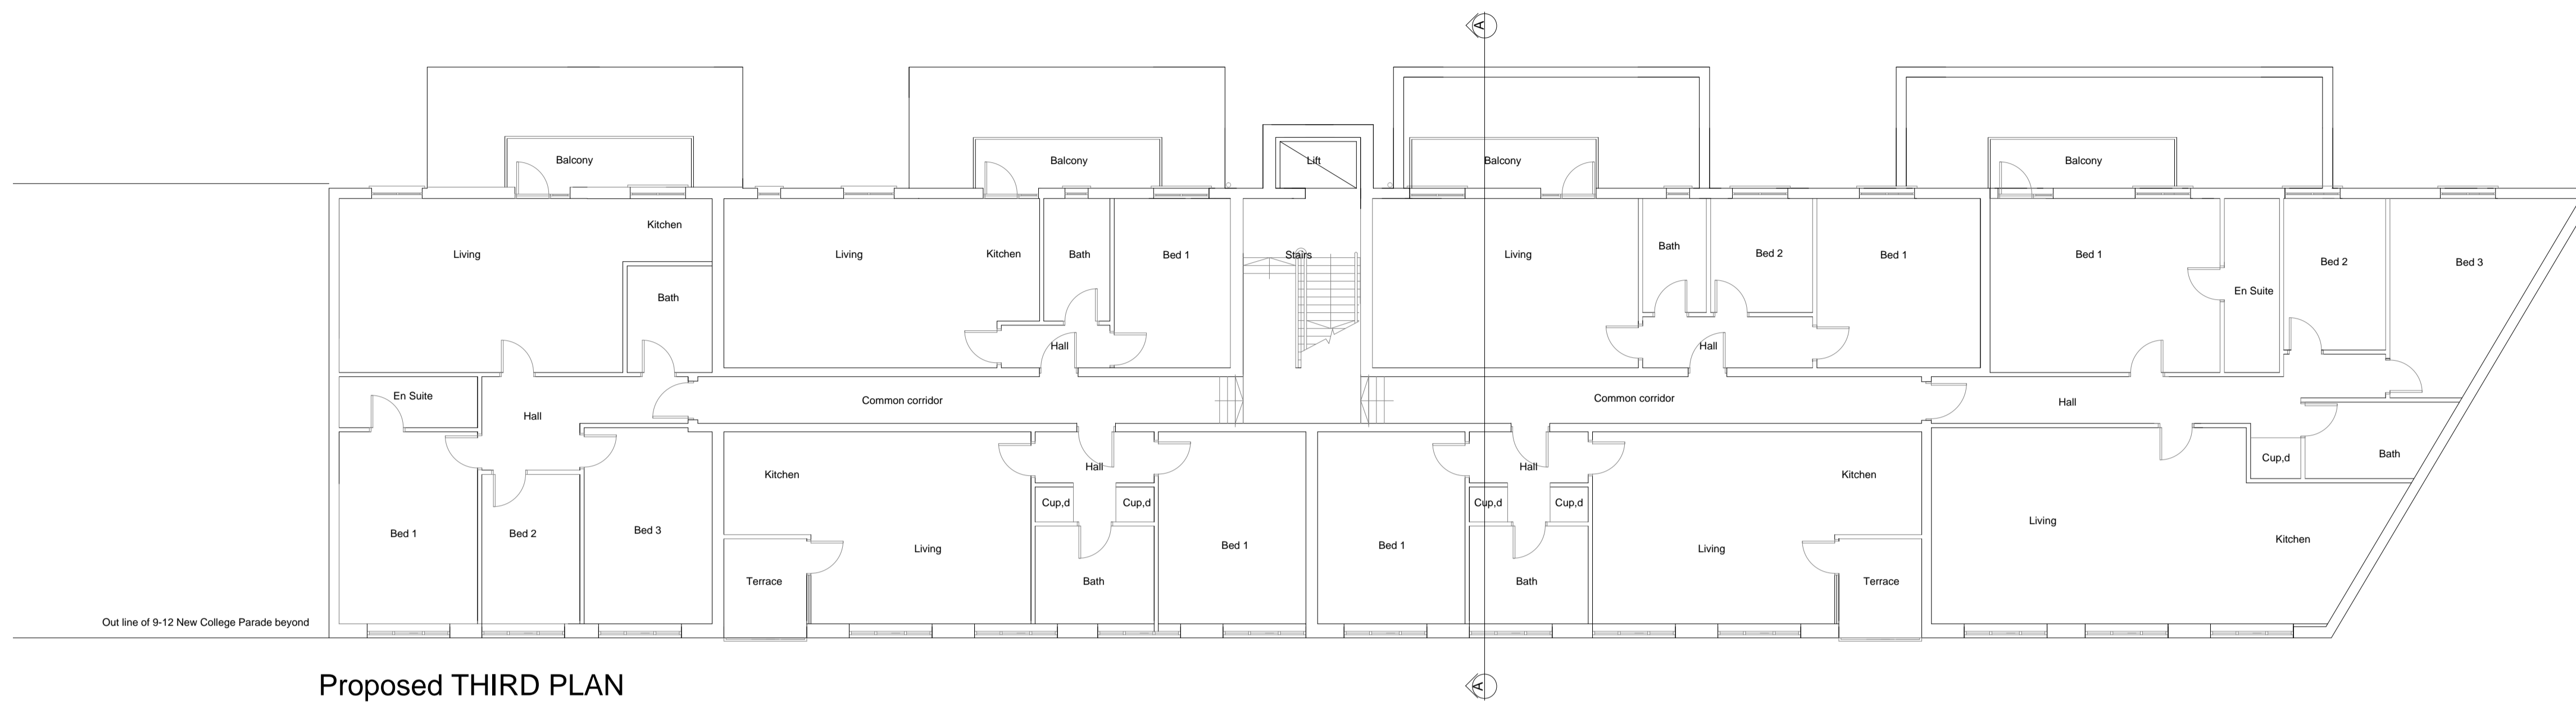 A
Balcony
Balcony
Lift
Balcony
Balcony
Kitchen
Living
Living
Kitchen
Bath
Bed 1
Stairs
Living
Bath
Bed 2
Bed 1
Bed 1
En Suite
Bed 2
Bed 3
Bath
Hall
Hall
En Suite
Hall
Common corridor
Common corridor
Hall
Kitchen
Hall
Hall
Kitchen
Cup,d
Bath
Cup,d
Cup,d
Cup,d
Cup,d
Bed 1
Bed 2
Bed 3
Living
Bed 1
Bed 1
Living
Living
Kitchen
Terrace
Bath
Bath
Terrace
Out line of 9-12 New College Parade beyond
Proposed THIRD PLAN
A